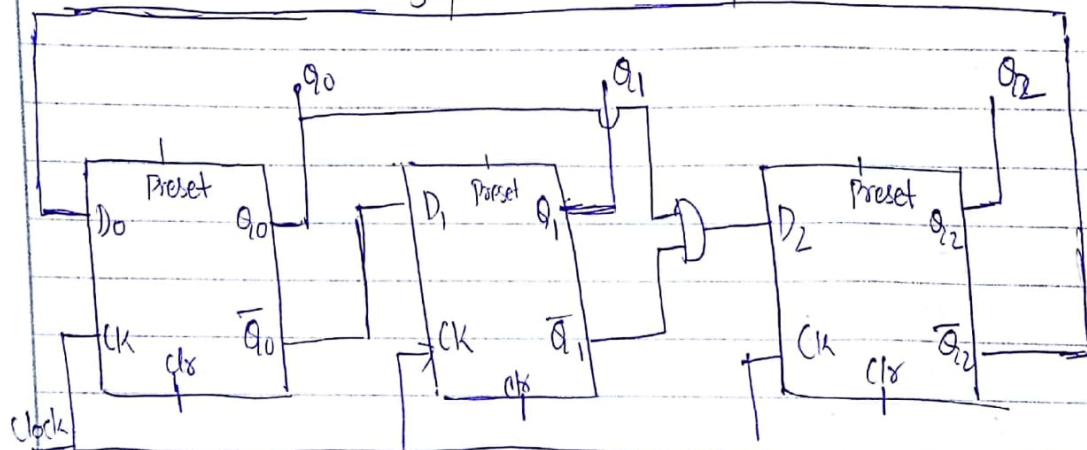 Q0 Q1 Q2
Preset Preset Preset
D0 Q0 D1 Q1 D2 Q2
CK Q̅0 CK Q̅1 CK Q̅2
Clr Clr Clr
Clock